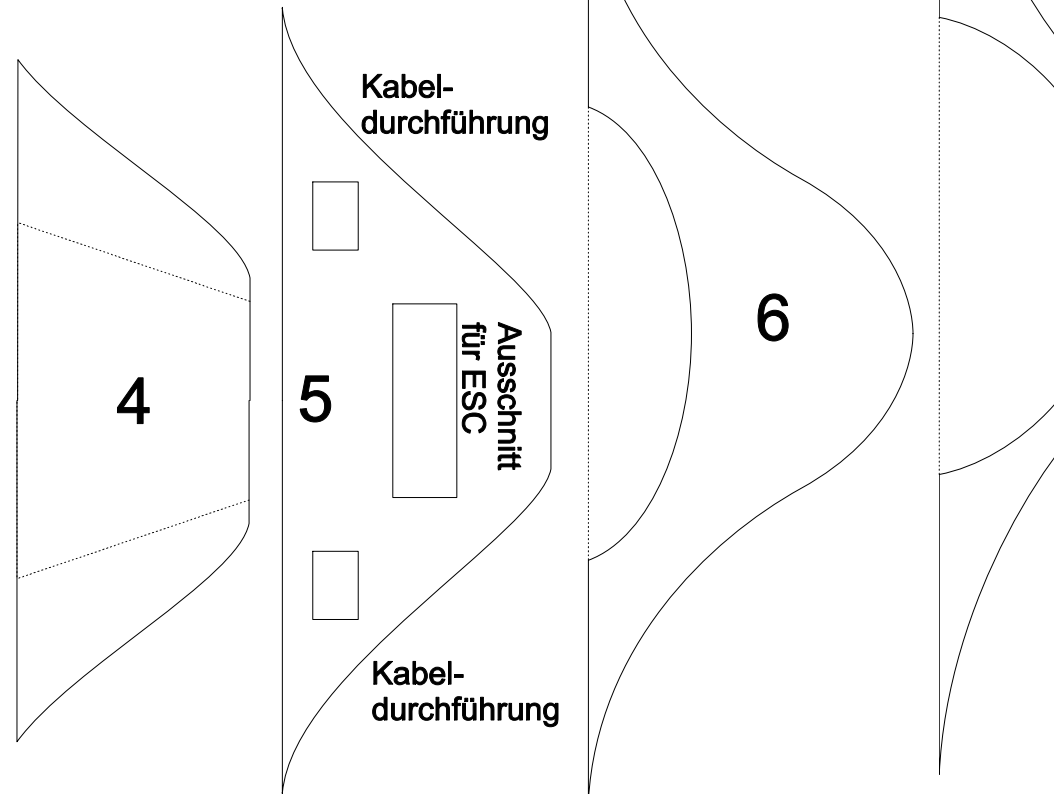 Kabel-
durchführung
4
5
Ausschnitt
für ESC
6
Kabel-
durchführung